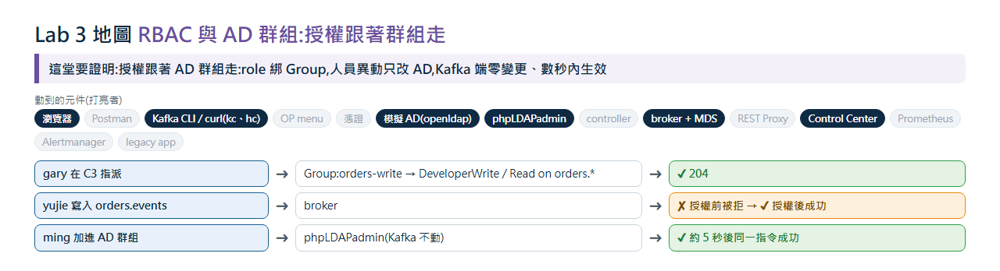 Lab 3 地圖 RBAC 與 AD 群組:授權跟著群組走
這堂要證明:授權跟著 AD 群組走:role 綁 Group,人員異動只改 AD,Kafka 端零變更、數秒內生效
動到的元件(打亮者)
瀏覽器 Postman Kafka CLI / curl(kc、hc) OP menu 憑證 模擬 AD(openldap) phpLDAPadmin controller broker + MDS REST Proxy Control Center Prometheus
Alertmanager legacy app
gary 在 C3 指派 → Group:orders-write → DeveloperWrite / Read on orders.* → ✔ 204
yujie 寫入 orders.events → broker → ✘ 授權前被拒 → ✔ 授權後成功
ming 加進 AD 群組 → phpLDAPadmin(Kafka 不動) → ✔ 約 5 秒後同一指令成功